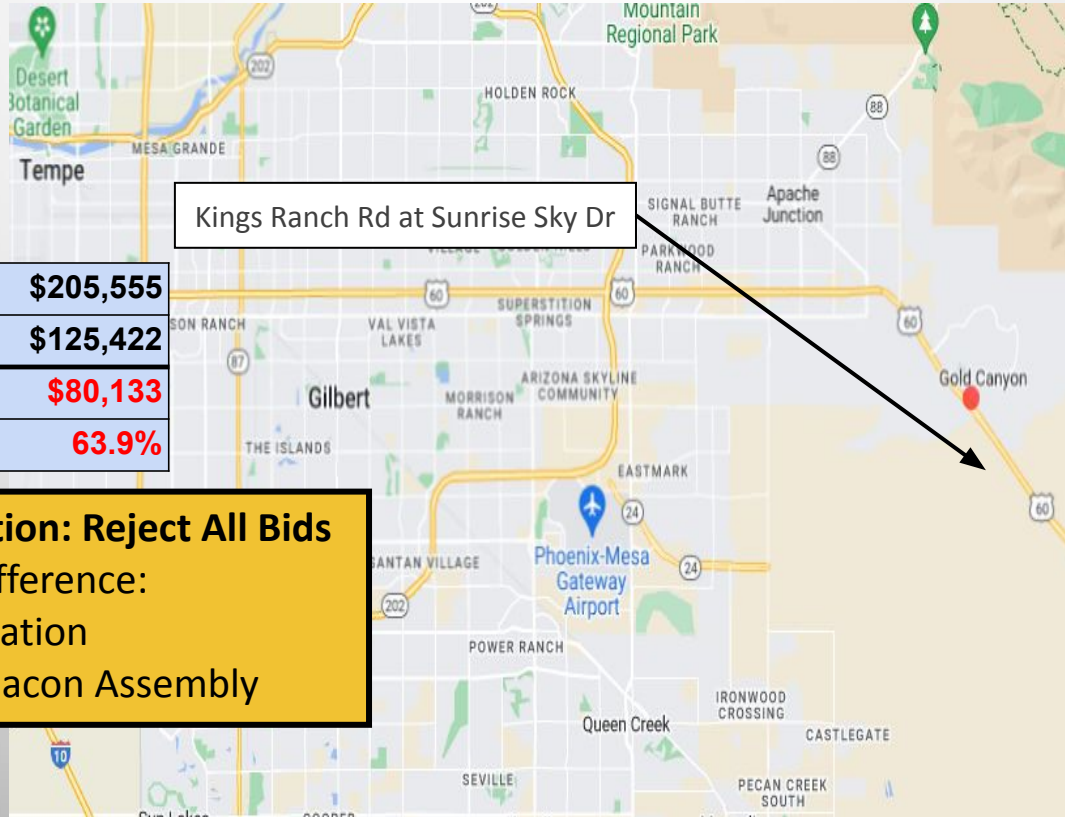 Mountain
Regional Park
202
Desert
Botanical
Garden
202
HOLDEN ROCK
88
MESA GRANDE
Tempe
88
Kings Ranch Rd at Sunrise Sky Dr
SIGNAL BUTTE
RANCH
Apache
Junction
PARKWOOD
RANCH
$205,555
$125,422
$80,133
63.9%
60
SUPERSTITION
SPRINGS
60
60
SON RANCH
VAL VISTA
LAKES
87
Gilbert
MORRISON
RANCH
ARIZONA SKYLINE
COMMUNITY
Gold Canyon
THE ISLANDS
EASTMARK
60
24
tion: Reject All Bids
fference:
ation
acon Assembly
SANTAN VILLAGE
Phoenix-Mesa
Gateway
Airport
24
202
POWER RANCH
IRONWOOD
CROSSING
Queen Creek
CASTLEGATE
10
SEVILLE
PECAN CREEK
SOUTH